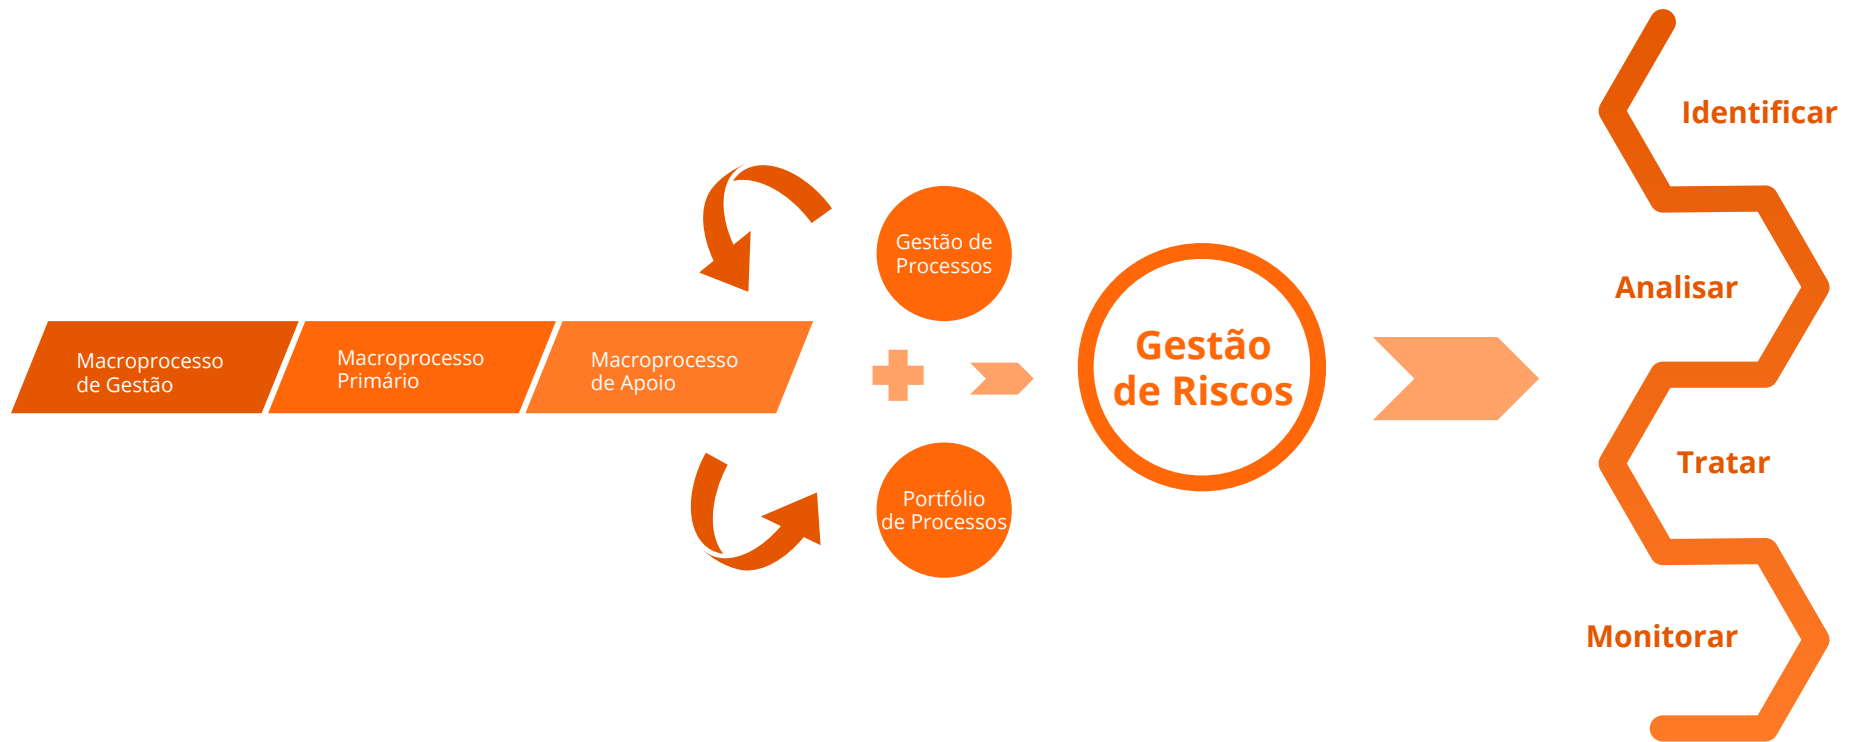 Macroprocesso
de Gestão
Macroprocesso
Primário
Macroprocesso
de Apoio
Gestão de
Processos
Portfólio
de Processos
Gestão
de Riscos
Identificar
Analisar
Tratar
Monitorar